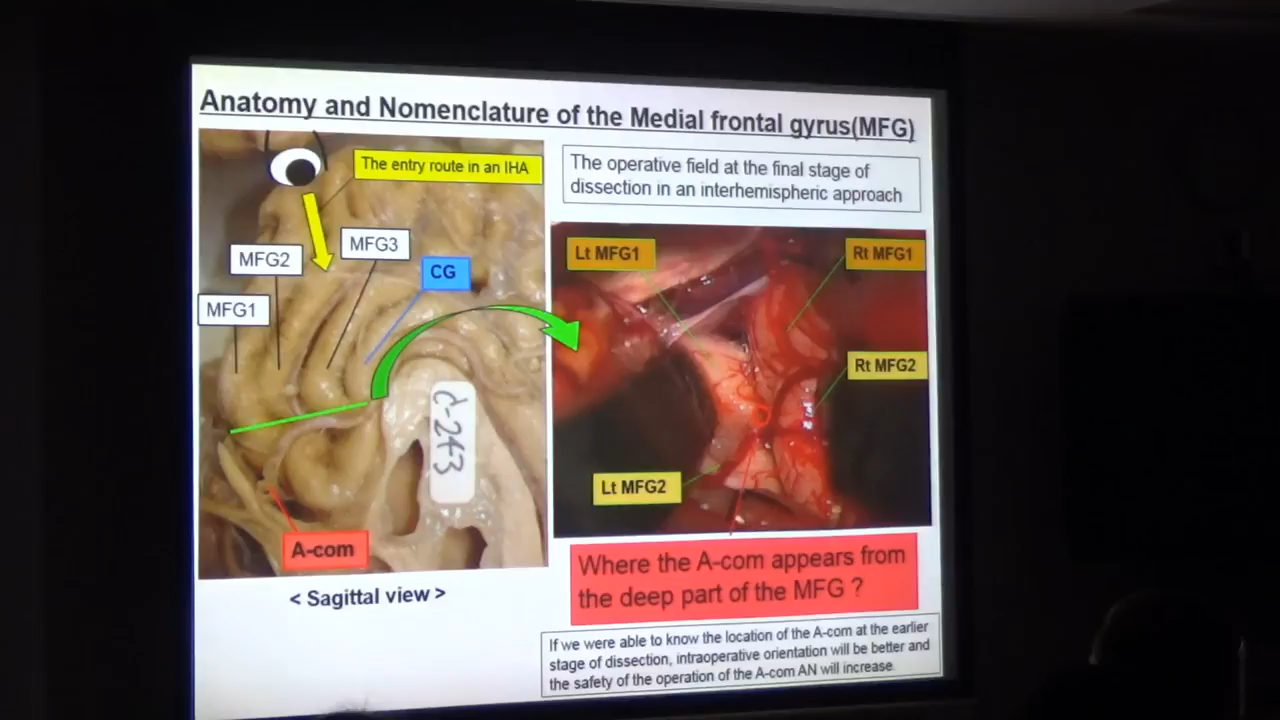 Anatomy and Nomenclature of the Medial frontal gyrus(MFG)
The entry route in an IHA
The operative field at the final stage of
dissection in an interhemispheric approach
MFG3
MFG2
CG
MFG1
Lt MFG1
Rt MFG1
Rt MFG2
Lt MFG2
c-243
A-com
< Sagittal view >
Where the A-com appears from
the deep part of the MFG ?
If we were able to know the location of the A-com at the earlier
stage of dissection, intraoperative orientation will be better and
the safety of the operation of the A-com AN will increase